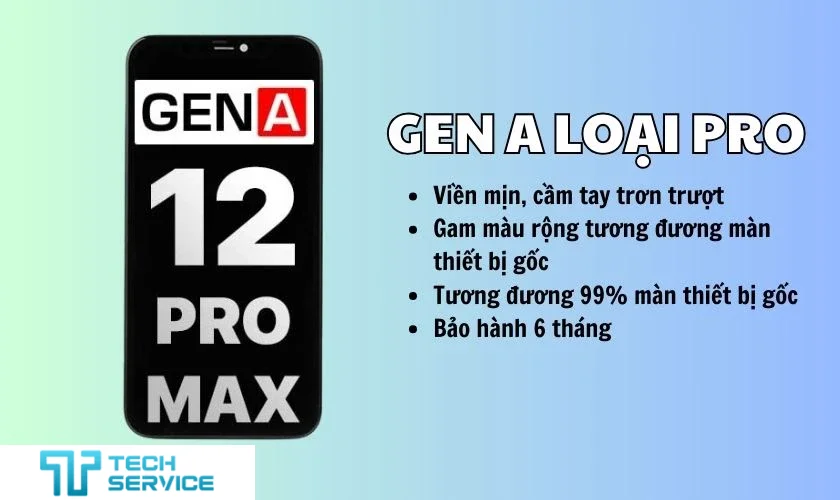 GEN A
12
PRO
MAX
GEN A LOẠI PRO
• Viền mịn, cầm tay trơn trượt
• Gam màu rộng tương đương màn
thiết bị gốc
• Tương đương 99% màn thiết bị gốc
• Bảo hành 6 tháng
TECH
SERVICE